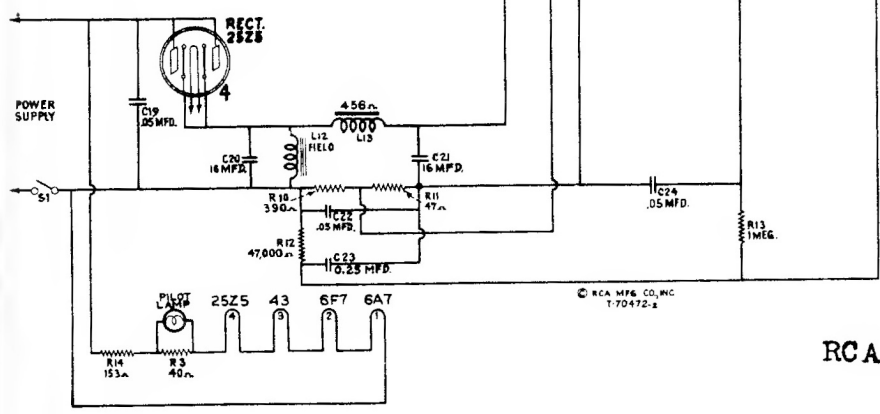 RECT.
25Z5
4
POWER
SUPPLY
C19
.05 MFD.
456Ω
L13
L12
FIELD
C20
16 MFD.
C21
16 MFD.
S1
R10
390Ω
R11
47Ω
C22
.05 MFD.
C24
.05 MFD.
R12
47,000Ω
C23
0.25 MFD.
R13
1 MEG.
© RCA MFG CO., INC
T-70472-2
PILOT
LAMP
25Z5 43 6F7 6A7
4 3 2 1
R14
153Ω
R3
40Ω
RCA